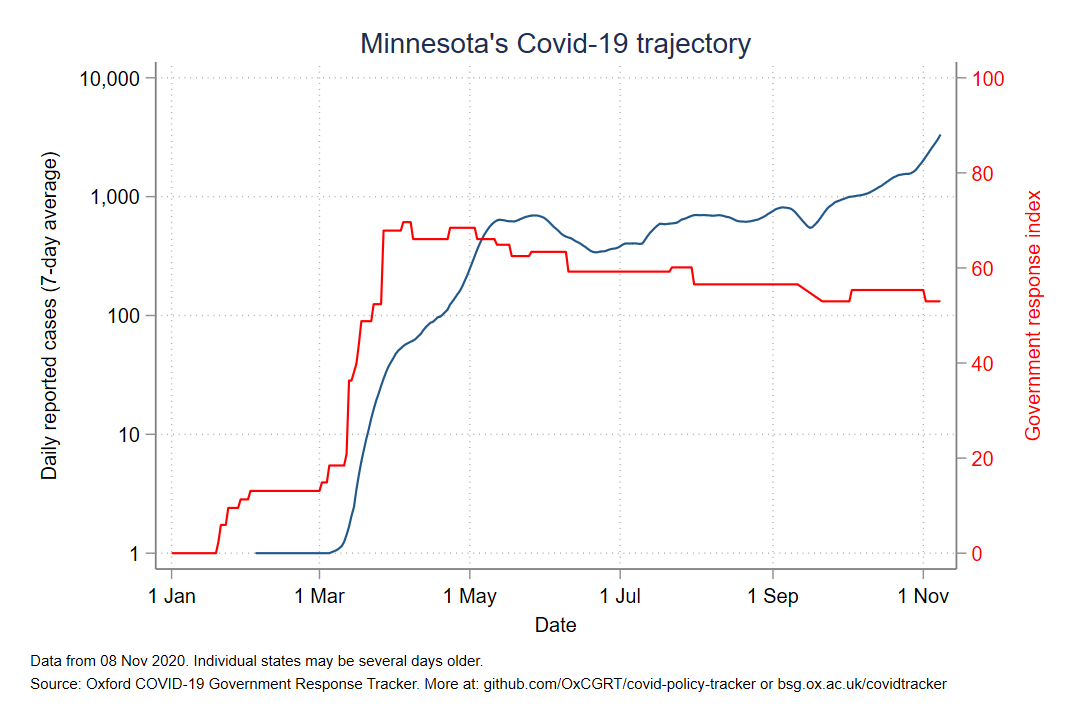 Minnesota's Covid-19 trajectory
10,000
1,000
100
10
1
Daily reported cases (7-day average)
100
80
60
40
20
0
Government response index
1 Jan
1 Mar
1 May
1 Jul
1 Sep
1 Nov
Date
Data from 08 Nov 2020. Individual states may be several days older.
Source: Oxford COVID-19 Government Response Tracker. More at: github.com/OxCGRT/covid-policy-tracker or bsg.ox.ac.uk/covidtracker